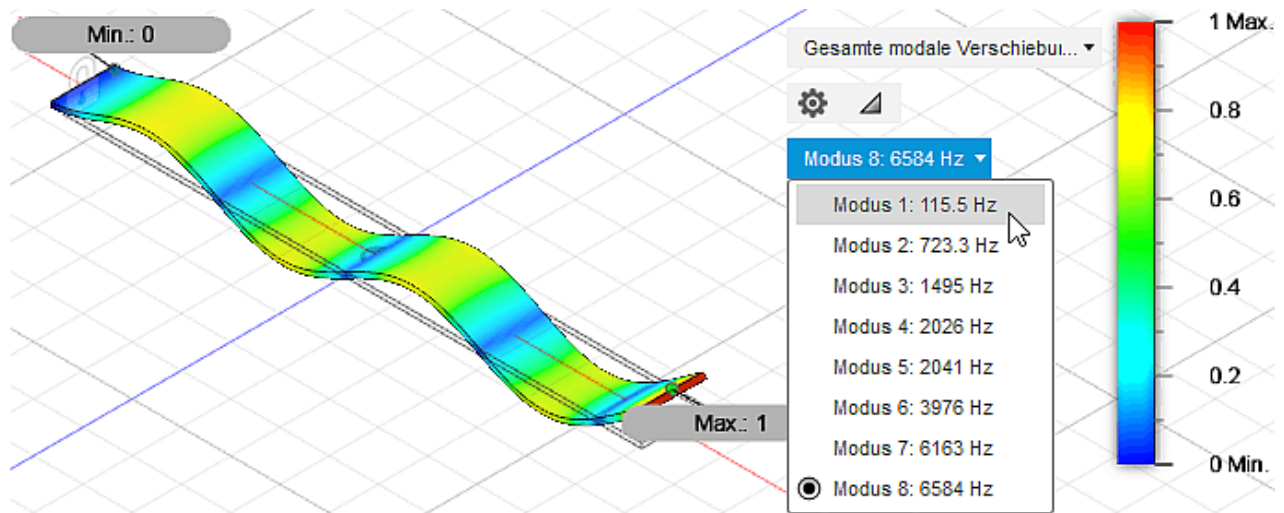 Min.: 0
Max.: 1
Gesamte modale Verschiebui... 
Modus 8: 6584 Hz
Modus 1: 115.5 Hz
Modus 2: 723.3 Hz
Modus 3: 1495 Hz
Modus 4: 2026 Hz
Modus 5: 2041 Hz
Modus 6: 3976 Hz
Modus 7: 6163 Hz
Modus 8: 6584 Hz
1 Max.
0.8
0.6
0.4
0.2
0 Min.